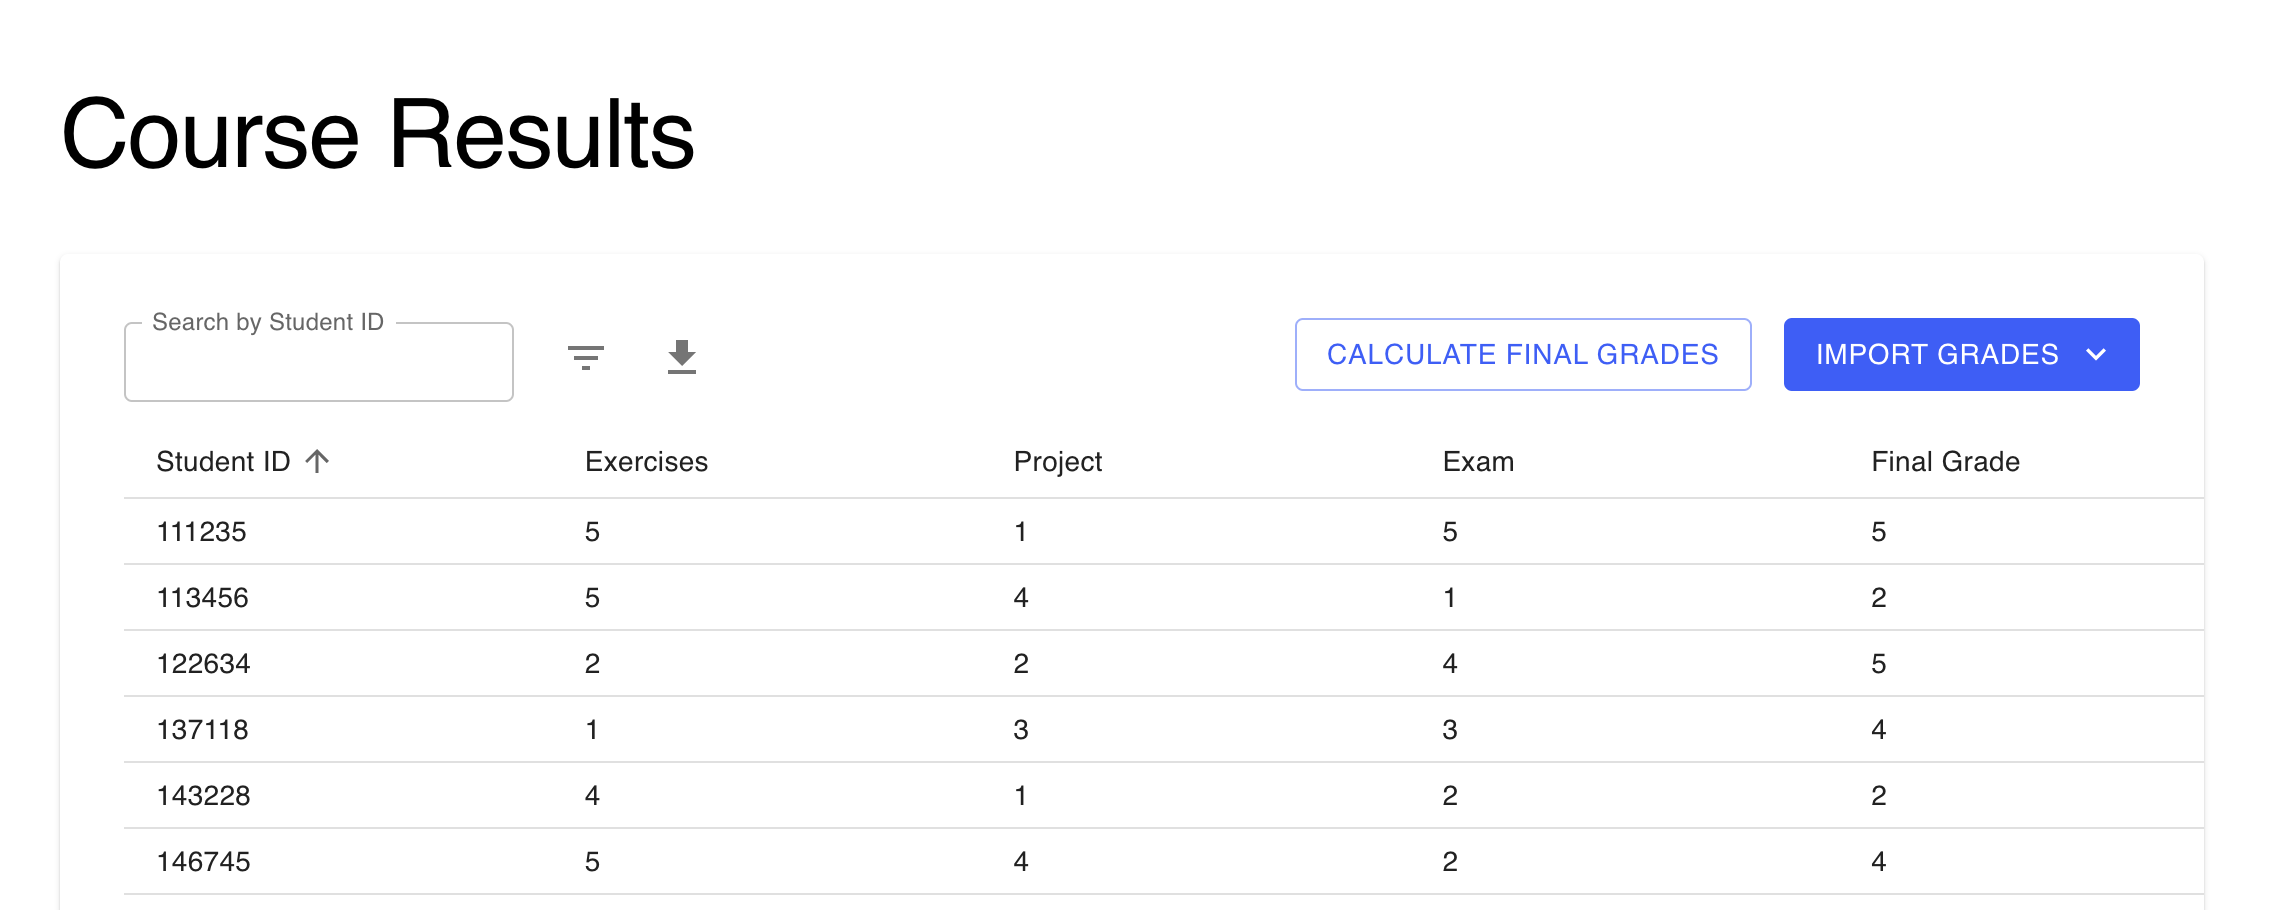 Course Results
Search by Student ID
CALCULATE FINAL GRADES
IMPORT GRADES
Student ID Exercises Project Exam Final Grade
111235 5 1 5 5
113456 5 4 1 2
122634 2 2 4 5
137118 1 3 3 4
143228 4 1 2 2
146745 5 4 2 4